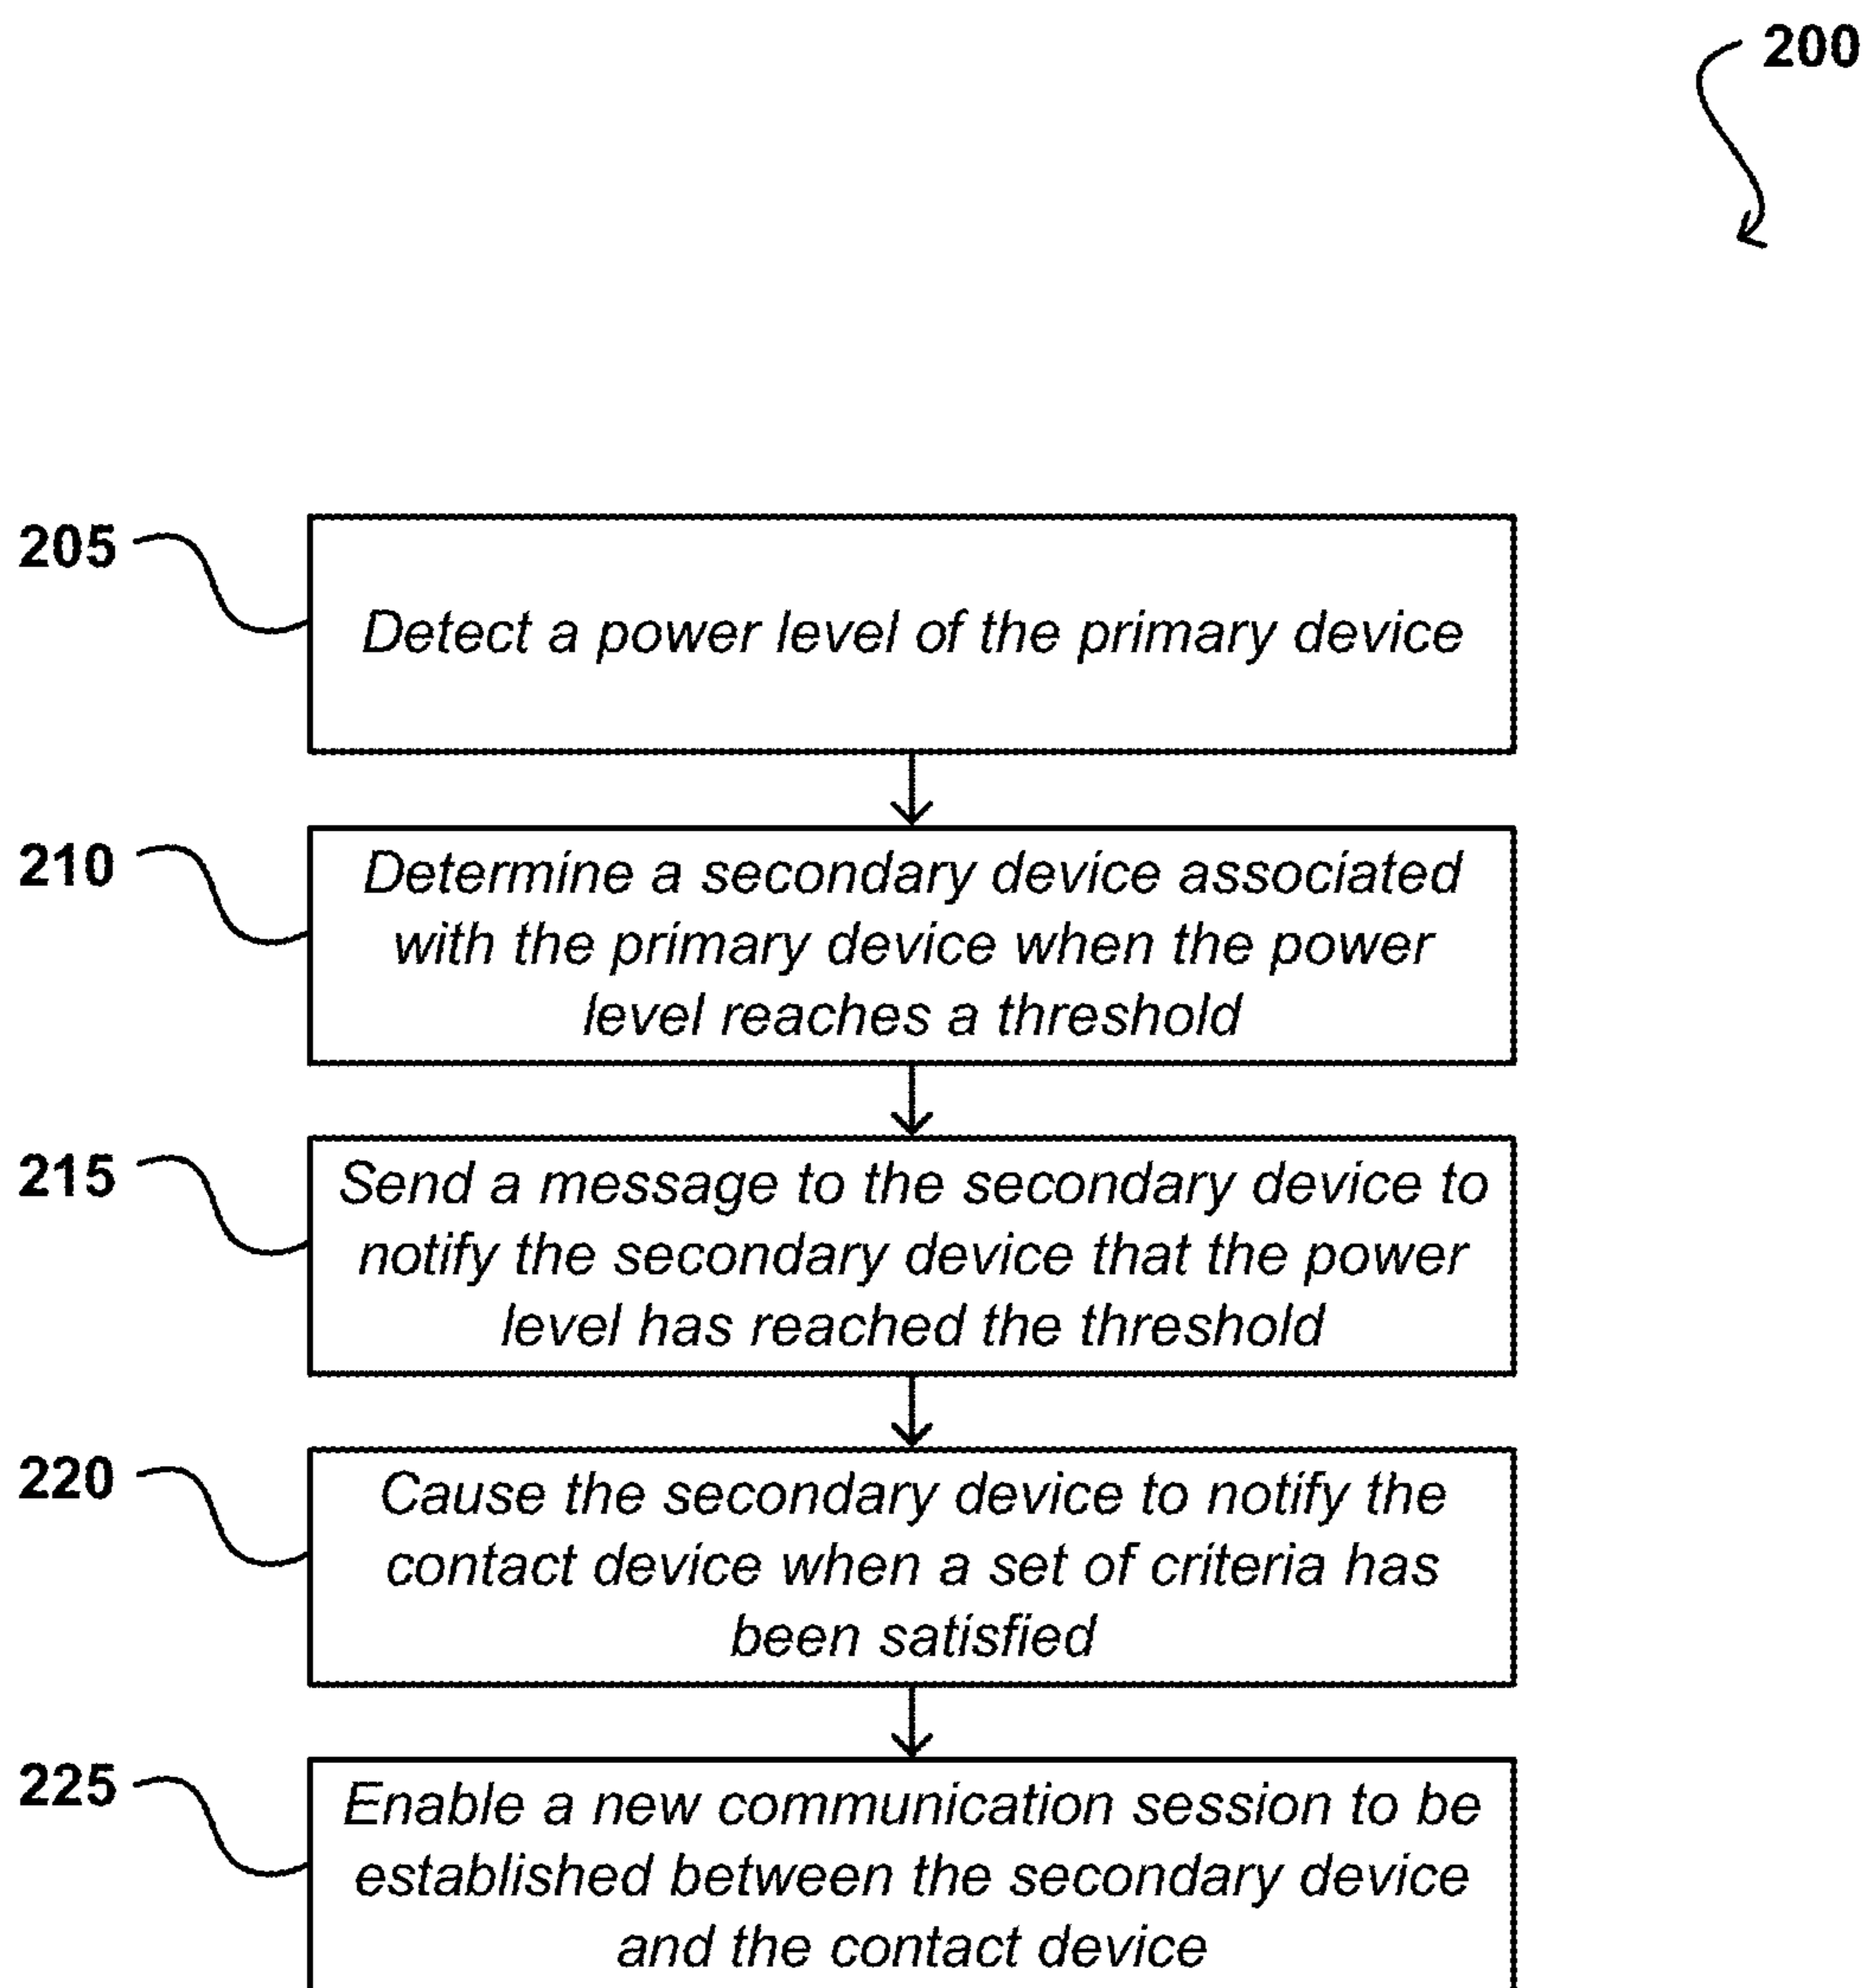 200
205
Detect a power level of the primary device
210
Determine a secondary device associated
with the primary device when the power
level reaches a threshold
215
Send a message to the secondary device to
notify the secondary device that the power
level has reached the threshold
220
Cause the secondary device to notify the
contact device when a set of criteria has
been satisfied
225
Enable a new communication session to be
established between the secondary device
and the contact device